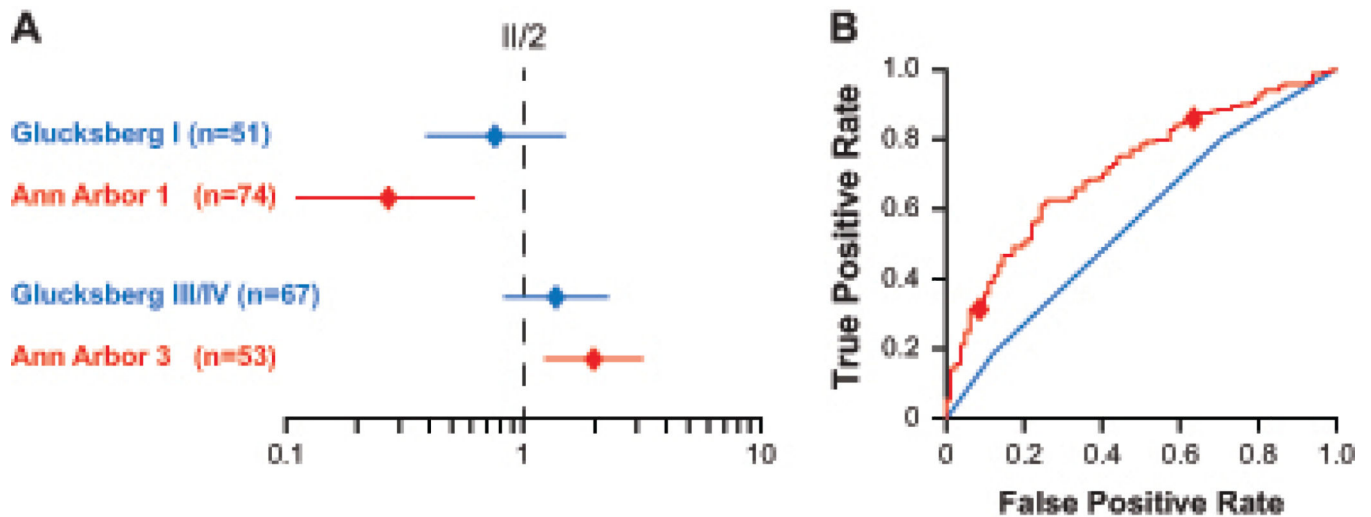 A
II/2
Glucksberg I (n=51)
Ann Arbor 1 (n=74)
Glucksberg III/IV (n=67)
Ann Arbor 3 (n=53)
0.1 1 10
B
True Positive Rate
1.0
0.8
0.6
0.4
0.2
0
0 0.2 0.4 0.6 0.8 1.0
False Positive Rate